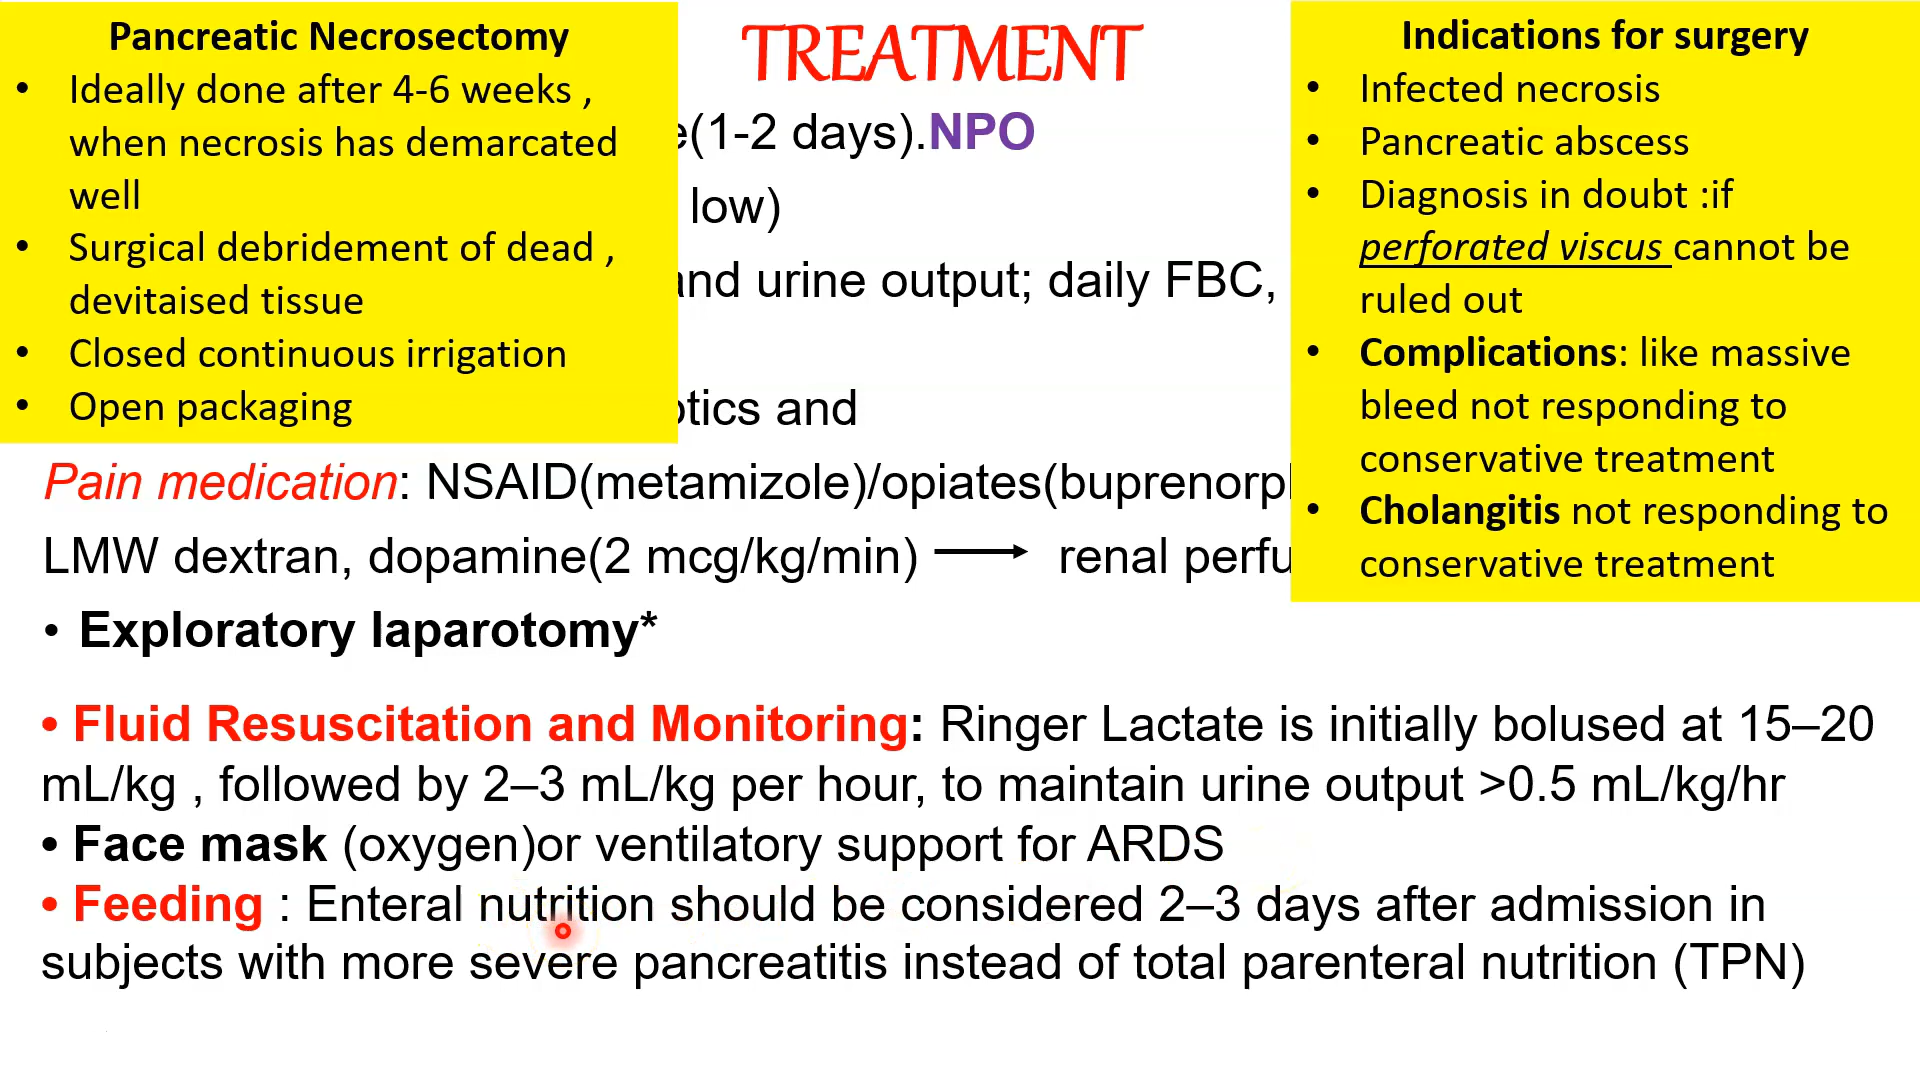 Pancreatic Necrosectomy
• Ideally done after 4-6 weeks ,
when necrosis has demarcated
well
• Surgical debridement of dead ,
devitaised tissue
• Closed continuous irrigation
• Open packaging
TREATMENT
(1-2 days).NPO
low)
and urine output; daily FBC,
and
Pain medication: NSAID(metamizole)/opiates(
LMW dextran, dopamine(2 mcg/kg/min) → renal
• Exploratory laparotomy*
Indications for surgery
• Infected necrosis
• Pancreatic abscess
• Diagnosis in doubt :if
perforated viscus cannot be
ruled out
• Complications: like massive
bleed not responding to
conservative treatment
• Cholangitis not responding to
conservative treatment
• Fluid Resuscitation and Monitoring: Ringer Lactate is initially bolused at 15–20
mL/kg , followed by 2–3 mL/kg per hour, to maintain urine output >0.5 mL/kg/hr
• Face mask (oxygen)or ventilatory support for ARDS
• Feeding : Enteral nutrition should be considered 2–3 days after admission in
subjects with more severe pancreatitis instead of total parenteral nutrition (TPN)